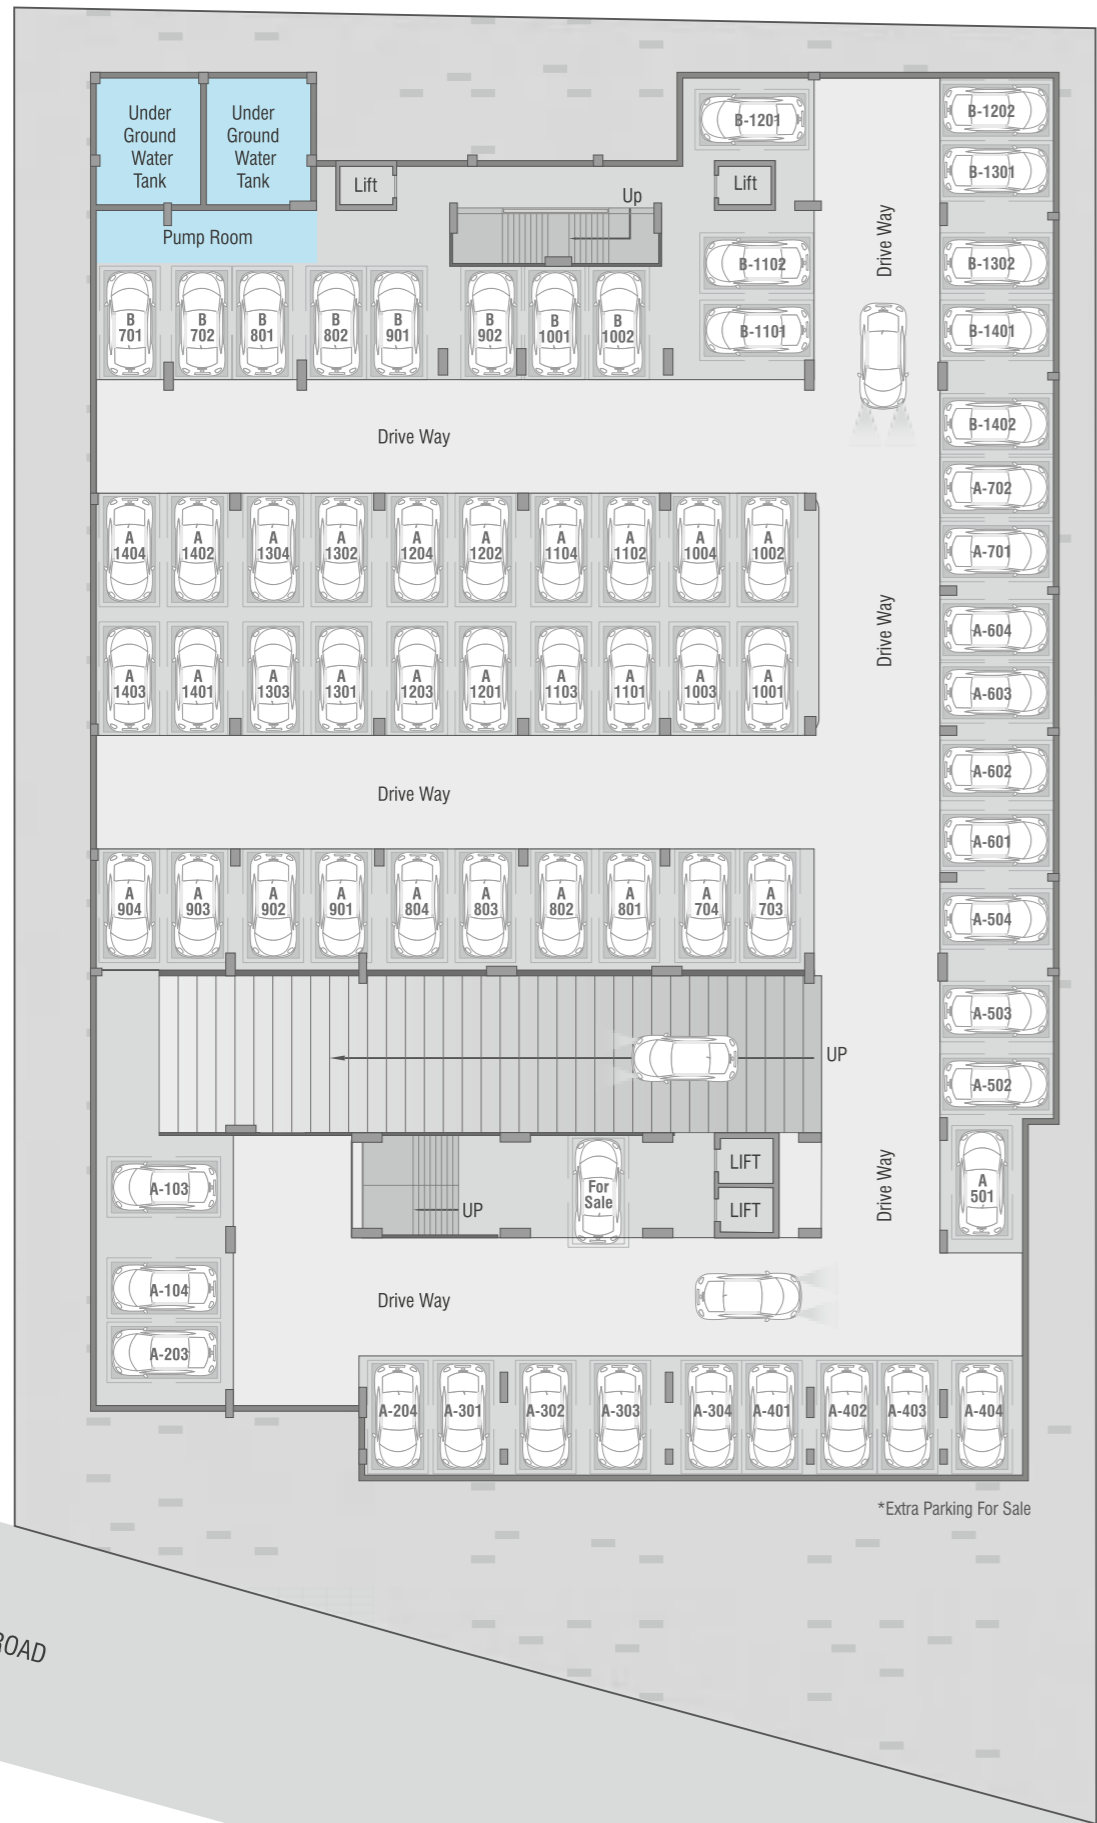 Under
Ground
Water
Tank
Under
Ground
Water
Tank
Pump Room
Lift
Up
Lift
B-1201
B-1202
B-1301
Drive Way
B-1102
B-1302
B
701
B
702
B
801
B
802
B
901
B
902
B
1001
B
1002
B-1101
B-1401
Drive Way
B-1402
A-702
A
1404
A
1402
A
1304
A
1302
A
1204
A
1202
A
1104
A
1102
A
1004
A
1002
A-701
Drive Way
A-604
A
1403
A
1401
A
1303
A
1301
A
1203
A
1201
A
1103
A
1101
A
1003
A
1001
A-603
Drive Way
A-602
A-601
A
904
A
903
A
902
A
901
A
804
A
803
A
802
A
801
A
704
A
703
A-504
A-503
UP
A-502
LIFT
A-103
For
Sale
LIFT
UP
Drive Way
A
501
A-104
Drive Way
A-203
A-204
A-301
A-302
A-303
A-304
A-401
A-402
A-403
A-404
*Extra Parking For Sale
ROAD